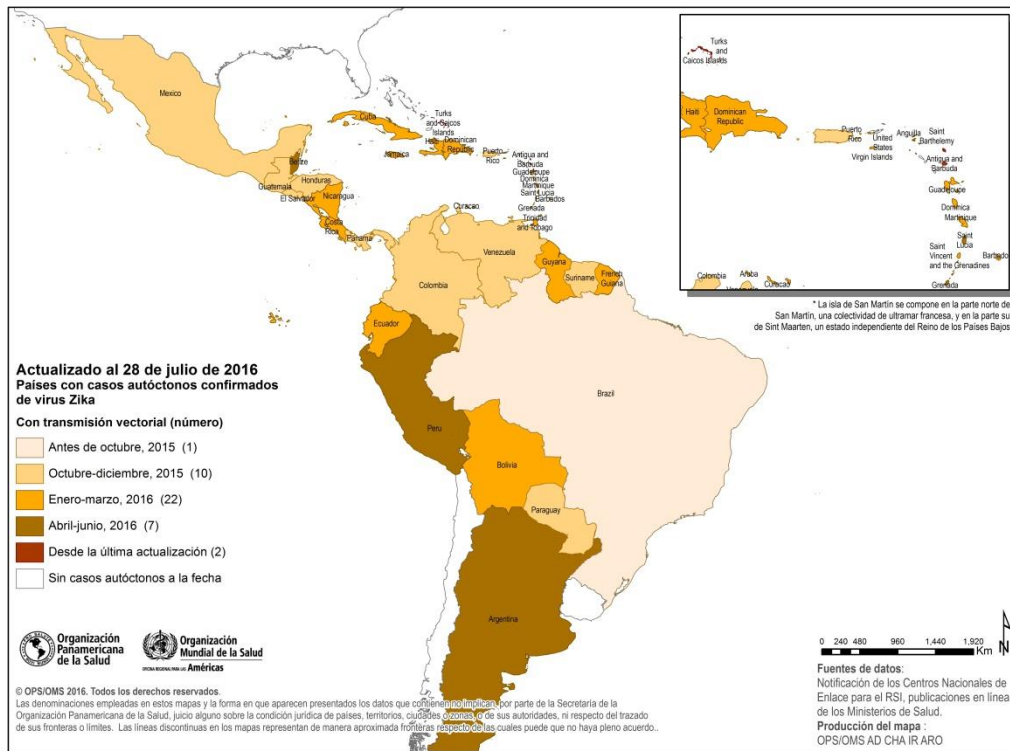 Mexico
Cuba
Turks
and Caicos
Islands
Haiti
Dominican
Republic
Jamaica
Puerto
Rico
Belize
Antigua and
Barbuda
Guadeloupe
Dominica
Martinique
Saint Lucia
Barbados
Grenada
Trinidad
and Tobago
Guatemala
Honduras
El Salvador
Nicaragua
Costa
Rica
Panama
Curacao
Venezuela
Colombia
Guyana
Suriname
French
Guiana
Ecuador
Peru
Brazil
Bolivia
Paraguay
Argentina
Turks
and
Caicos Islands
Haiti
Dominican
Republic
Puerto
Rico
United
States
Virgin Islands
Anguilla
Saint
Barthelemy
Antigua and
Barbuda
Guadeloupe
Dominica
Martinique
Saint
Lucia
Saint
Vincent
and the Grenadines
Barbado
Grenada
Colombia
Aruba
Curacao
Venezuela
* La isla de San Martín se compone en la parte norte de
San Martín, una colectividad de ultramar francesa, y en la parte su
de Sint Maarten, un estado independiente del Reino de los Países Bajos
Actualizado al 28 de julio de 2016
Países con casos autóctonos confirmados
de virus Zika
Con transmisión vectorial (número)
Antes de octubre, 2015 (1)
Octubre-diciembre, 2015 (10)
Enero-marzo, 2016 (22)
Abril-junio, 2016 (7)
Desde la última actualización (2)
Sin casos autóctonos a la fecha
Organización
Panamericana
de la Salud
Organización
Mundial de la Salud
OFICINA REGIONAL PARA LAS Américas
© OPS/OMS 2016. Todos los derechos reservados.
Las denominaciones empleadas en estos mapas y la forma en que aparecen presentados los datos que contienen no implican, por parte de la Secretaría de la
Organización Panamericana de la Salud, juicio alguno sobre la condición jurídica de países, territorios, ciudades o zonas, o de sus autoridades, ni respecto del trazado
de sus fronteras o límites. Las líneas discontinuas en los mapas representan de manera aproximada fronteras respecto de las cuales puede que no haya pleno acuerdo..
N
0 240 480 960 1,440 1,920
Km
Fuentes de datos:
Notificación de los Centros Nacionales de
Enlace para el RSI, publicaciones en línea
de los Ministerios de Salud.
Producción del mapa :
OPS/OMS AD CHA IR ARO